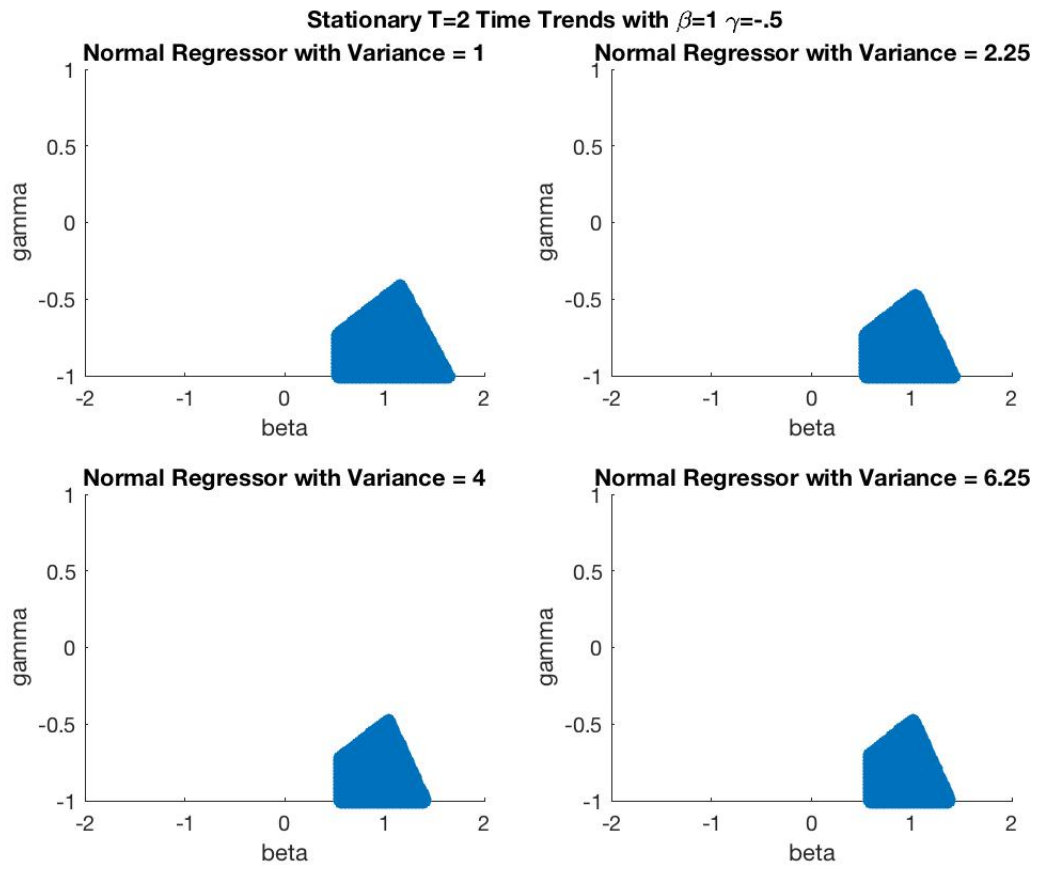 Stationary T=2 Time Trends with β=1 γ=-.5
Normal Regressor with Variance = 1
1
0.5
0
-0.5
-1
gamma
-2 -1 0 1 2
beta
Normal Regressor with Variance = 2.25
1
0.5
0
-0.5
-1
gamma
-2 -1 0 1 2
beta
Normal Regressor with Variance = 4
1
0.5
0
-0.5
-1
gamma
-2 -1 0 1 2
beta
Normal Regressor with Variance = 6.25
1
0.5
0
-0.5
-1
gamma
-2 -1 0 1 2
beta